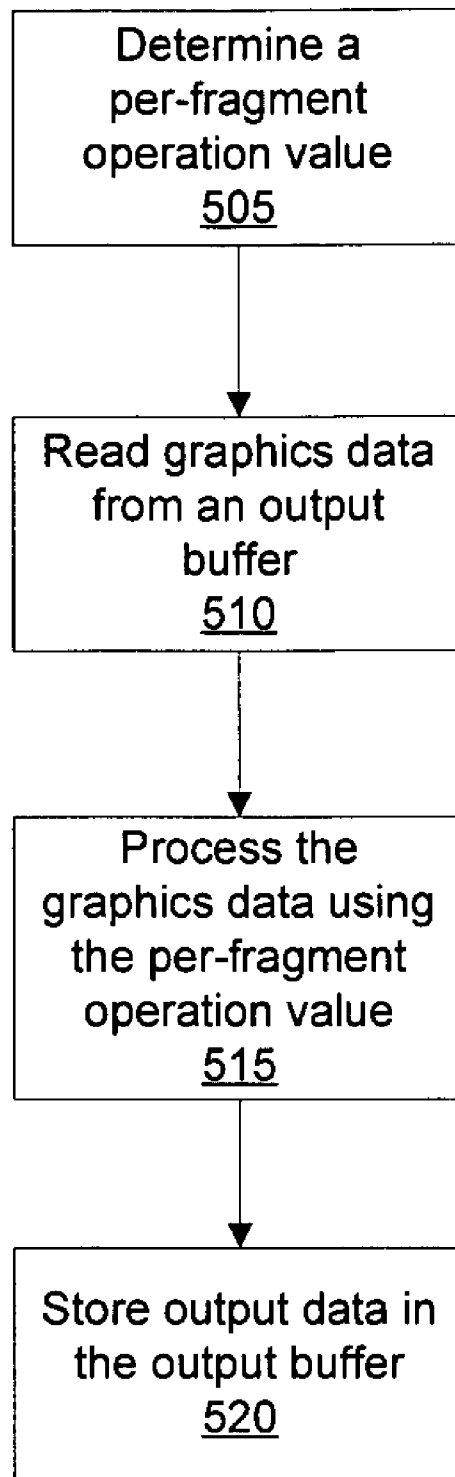 Determine a
per-fragment
operation value
505
Read graphics data
from an output
buffer
510
Process the
graphics data using
the per-fragment
operation value
515
Store output data in
the output buffer
520